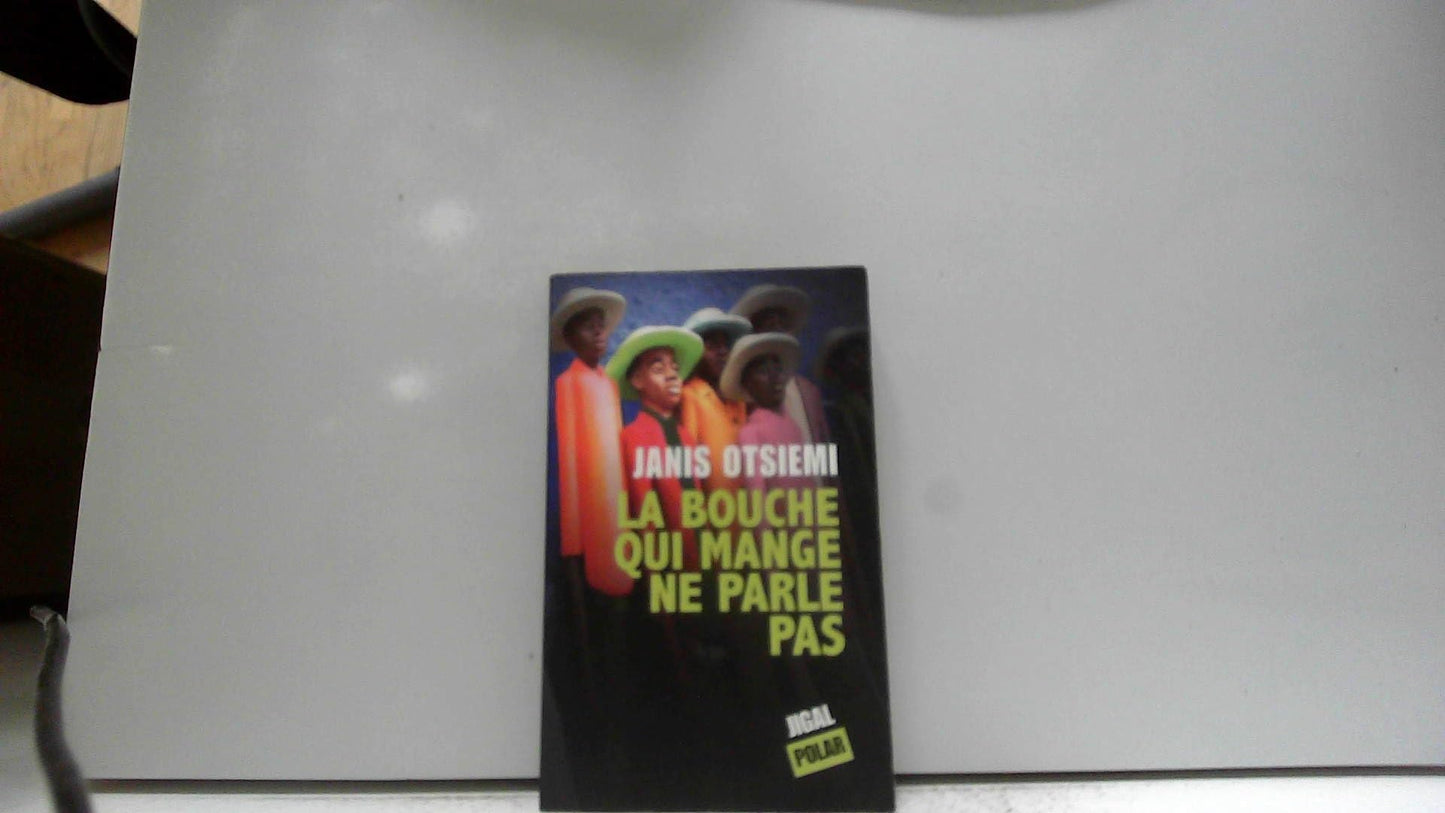 JANIS OTSIEMI
LA BOUCHE
QUI MANGE
NE PARLE
PAS
JIGAL
POLAR